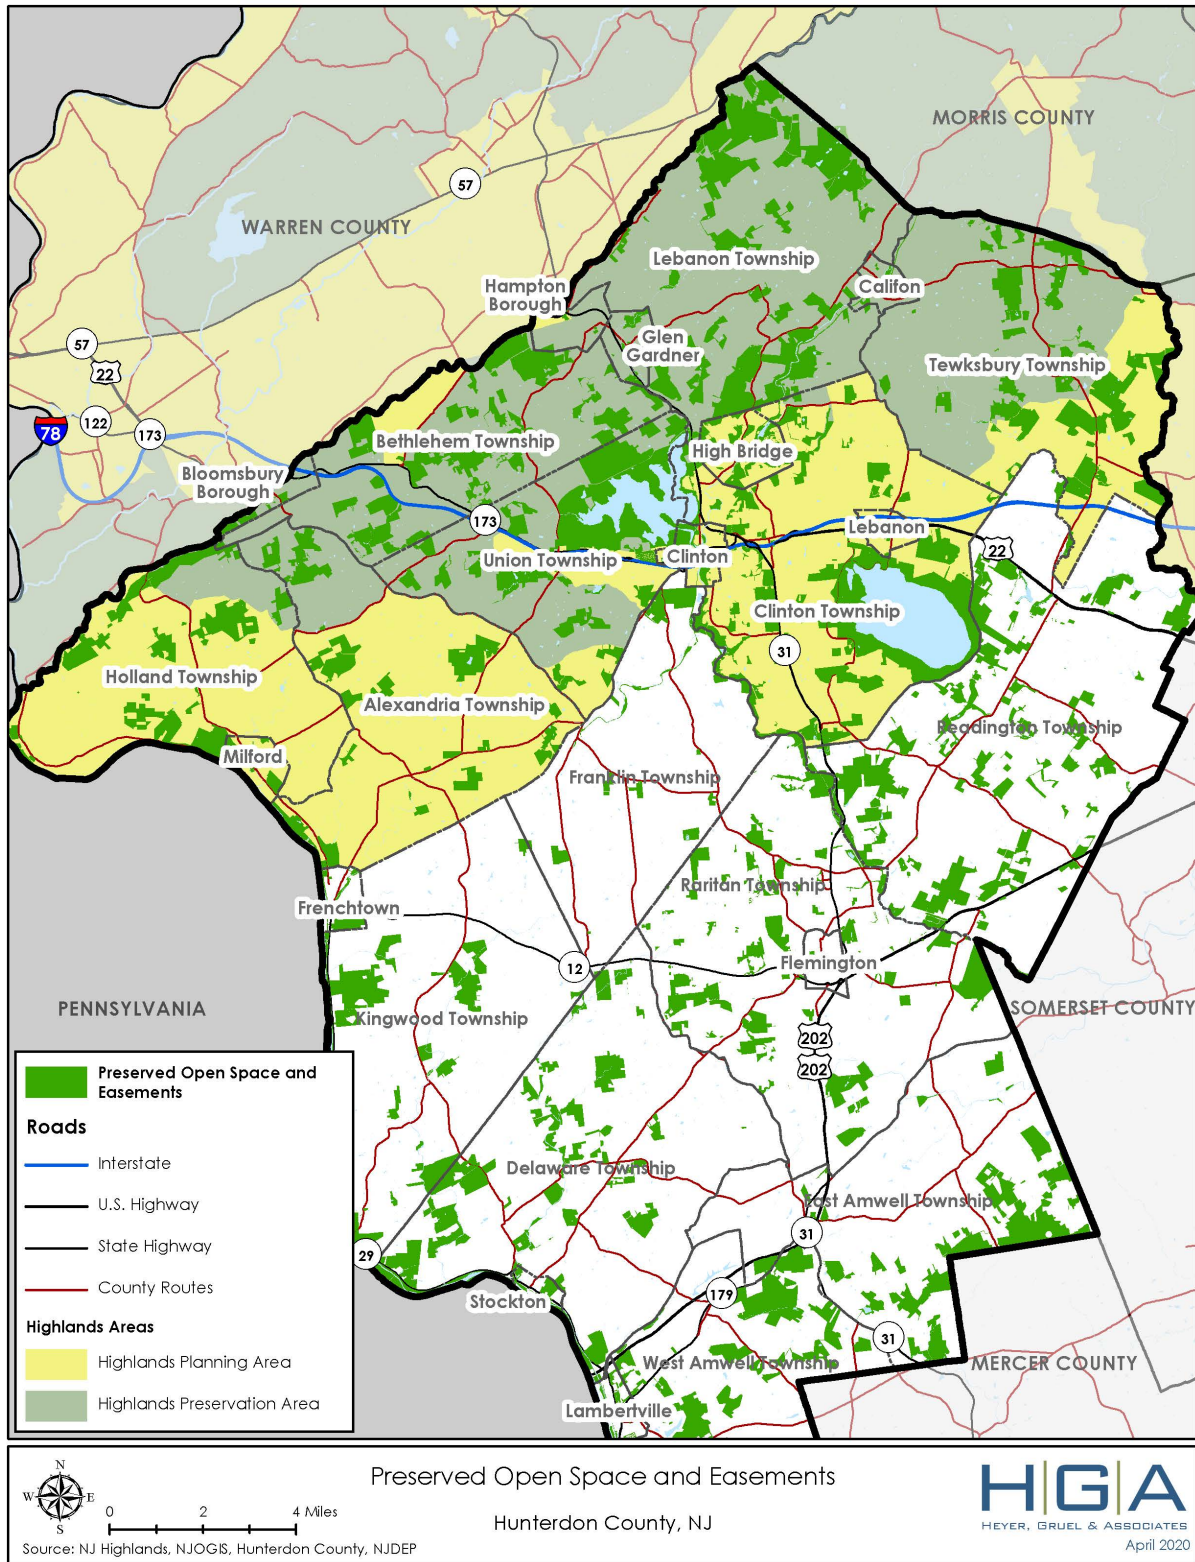 MORRIS COUNTY
57
WARREN COUNTY
Lebanon Township
Hampton
Borough
Califon
Glen
Gardner
57
22
Tewksbury Township
78
122
173
Bethlehem Township
High Bridge
Bloomsbury
Borough
173
Lebanon
22
Union Township
Clinton
Clinton Township
31
Holland Township
Alexandria Township
Readington Township
Milford
Franklin Township
Raritan Township
Frenchtown
12
Flemington
PENNSYLVANIA
Kingwood Township
SOMERSET COUNTY
202
202
Delaware Township
East Amwell Township
31
29
179
Stockton
31
West Amwell Township
MERCER COUNTY
Lambertville
Preserved Open Space and
Easements
Roads
Interstate
U.S. Highway
State Highway
County Routes
Highlands Areas
Highlands Planning Area
Highlands Preservation Area
N
W
E
S
0 2 4 Miles
Source: NJ Highlands, NJOGIS, Hunterdon County, NJDEP
Preserved Open Space and Easements
Hunterdon County, NJ
H|G|A
HEYER, GRUEL & ASSOCIATES
April 2020